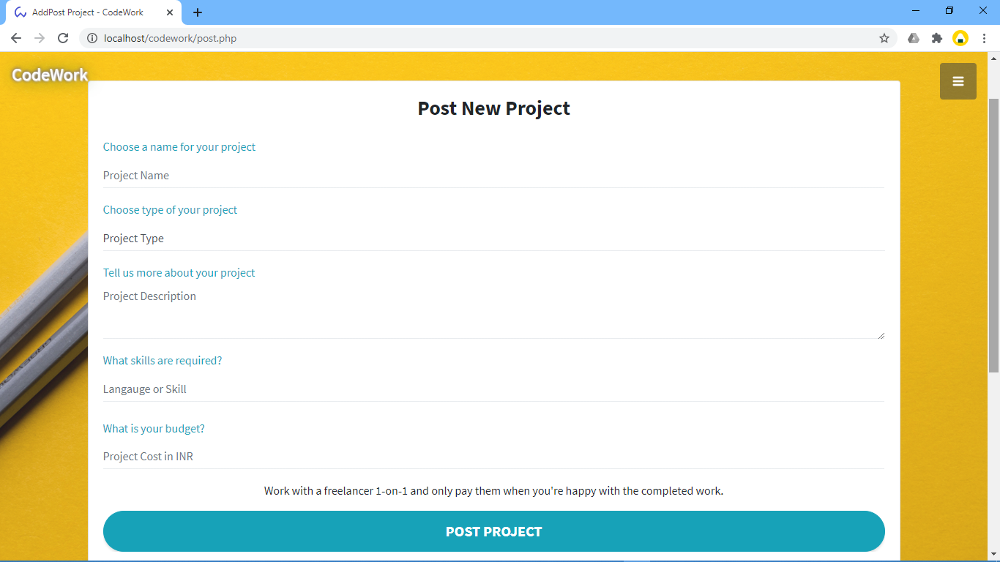 AddPost Project - CodeWork
localhost/codework/post.php
CodeWork
Post New Project
Choose a name for your project
Project Name
Choose type of your project
Project Type
Tell us more about your project
Project Description
What skills are required?
Langauge or Skill
What is your budget?
Project Cost in INR
Work with a freelancer 1-on-1 and only pay them when you're happy with the completed work.
POST PROJECT